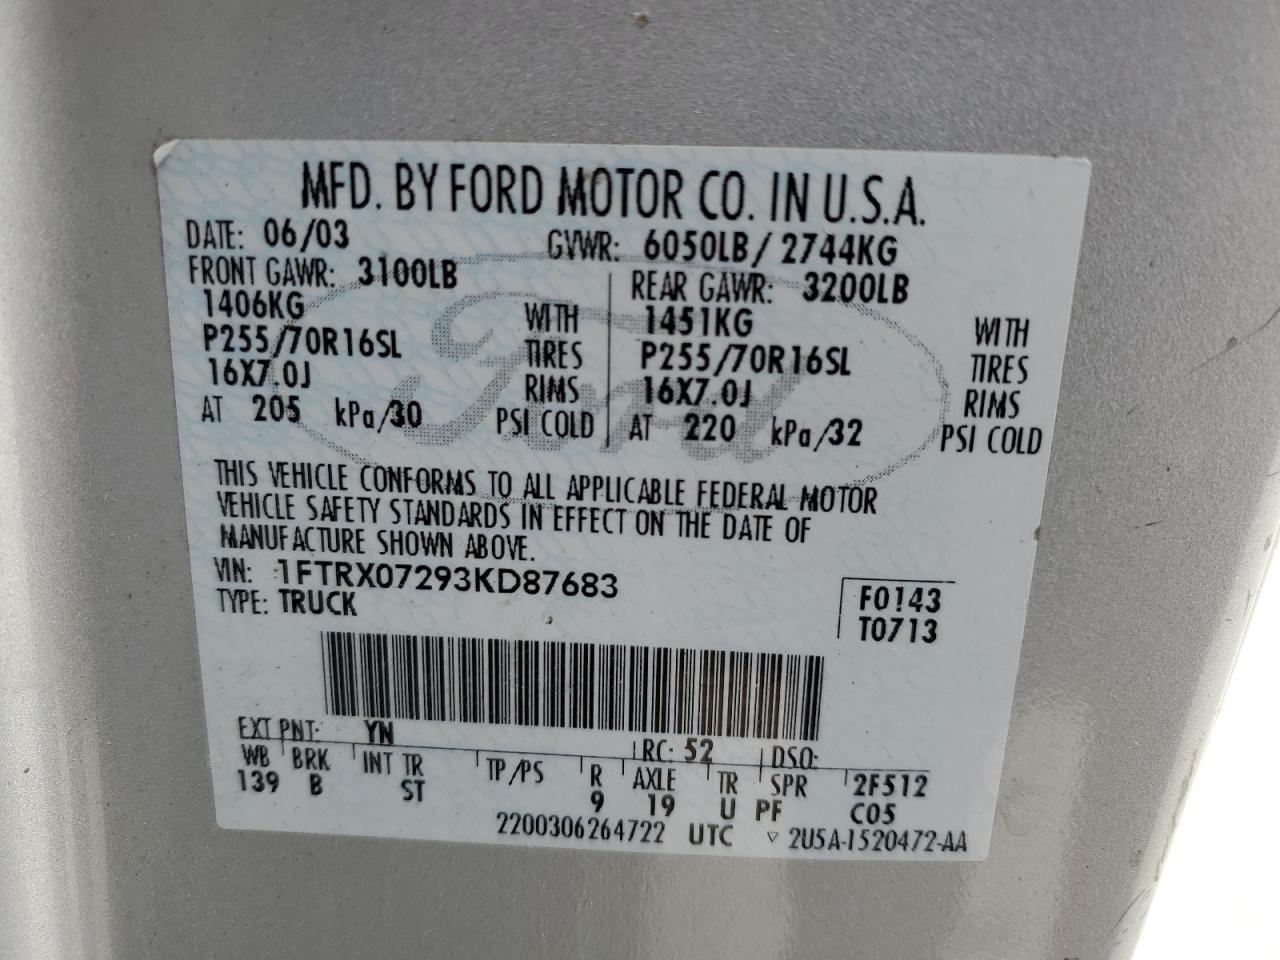 MFD. BY FORD MOTOR CO. IN U.S.A.
DATE: 06/03 GVWR: 6050LB/ 2744KG
FRONT GAWR: 3100LB REAR GAWR: 3200LB
1406KG WITH 1451KG WITH
P255/70R16SL TIRES P255/70R16SL TIRES
16X7.0J RIMS 16X7.0J RIMS
AT 205 kPa/30 PSI COLD AT 220 kPa/32 PSI COLD
Ford
THIS VEHICLE CONFORMS TO ALL APPLICABLE FEDERAL MOTOR
VEHICLE SAFETY STANDARDS IN EFFECT ON THE DATE OF
MANUFACTURE SHOWN ABOVE.
VIN: 1FTRX07293KD87683 F0143
TYPE: TRUCK T0713
EXT PNT: YN RC: 52 DSO:
WB BRK INT TR TP/PS R AXLE TR SPR 2F512
139 B ST 9 19 U PF C05
2200306264722 UTC ▽ 2U5A-1520472-AA